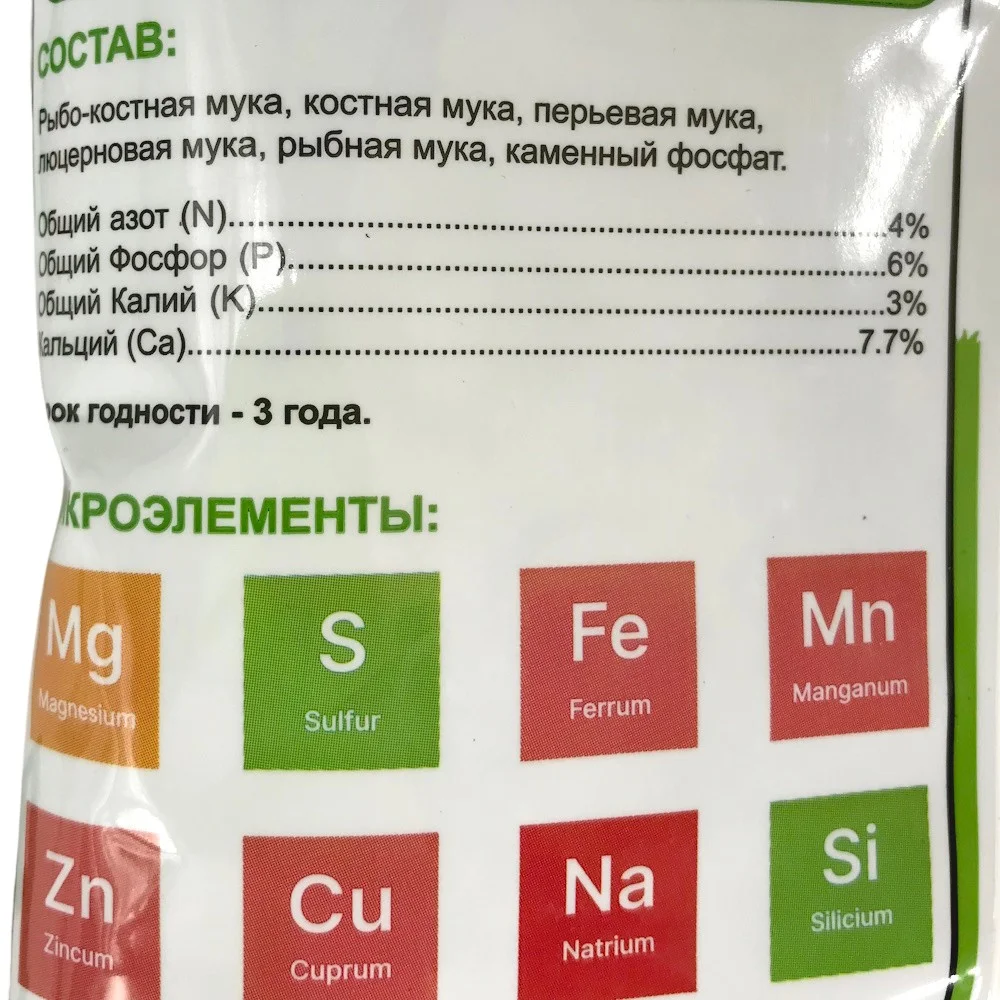 СОСТАВ:
Рыбо-костная мука, костная мука, перьевая мука,
люцерновая мука, рыбная мука, каменный фосфат.
Общий азот (N)..........4%
Общий Фосфор (P)..........6%
Общий Калий (K)..........3%
Кальций (Ca)..........7.7%
рок годности - 3 года.
КРОЭЛЕМЕНТЫ:
Mg S Fe Mn
Magnesium Sulfur Ferrum Manganum
Zn Cu Na Si
Zincum Cuprum Natrium Silicium